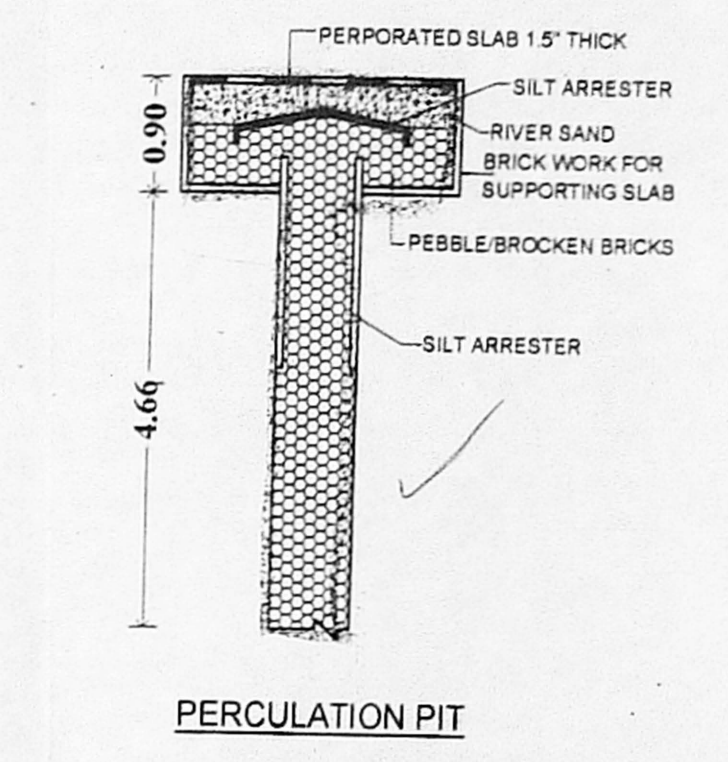 PERPORATED SLAB 1.5" THICK
SILT ARRESTER
RIVER SAND
BRICK WORK FOR
SUPPORTING SLAB
PEBBLE/BROCKEN BRICKS
SILT ARRESTER
0.90
4.66
PERCULATION PIT